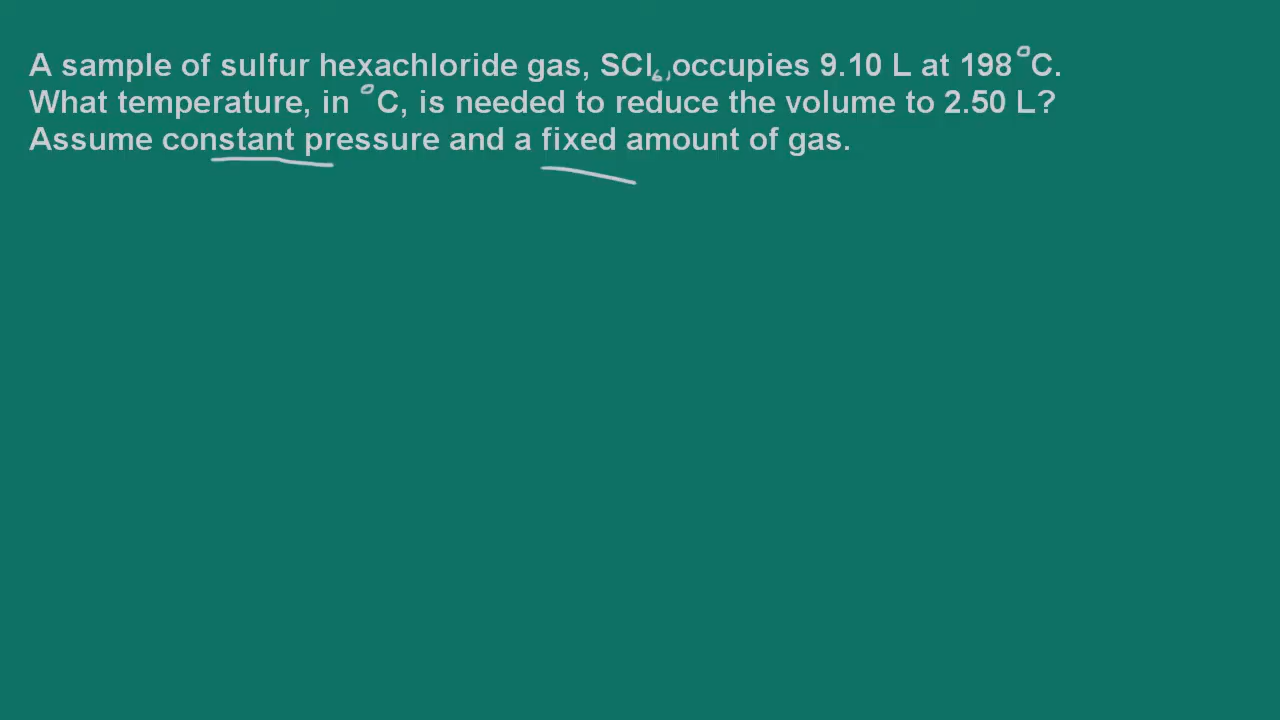 A sample of sulfur hexachloride gas, SCl₆, occupies 9.10 L at 198°C.
What temperature, in °C, is needed to reduce the volume to 2.50 L?
Assume constant pressure and a fixed amount of gas.